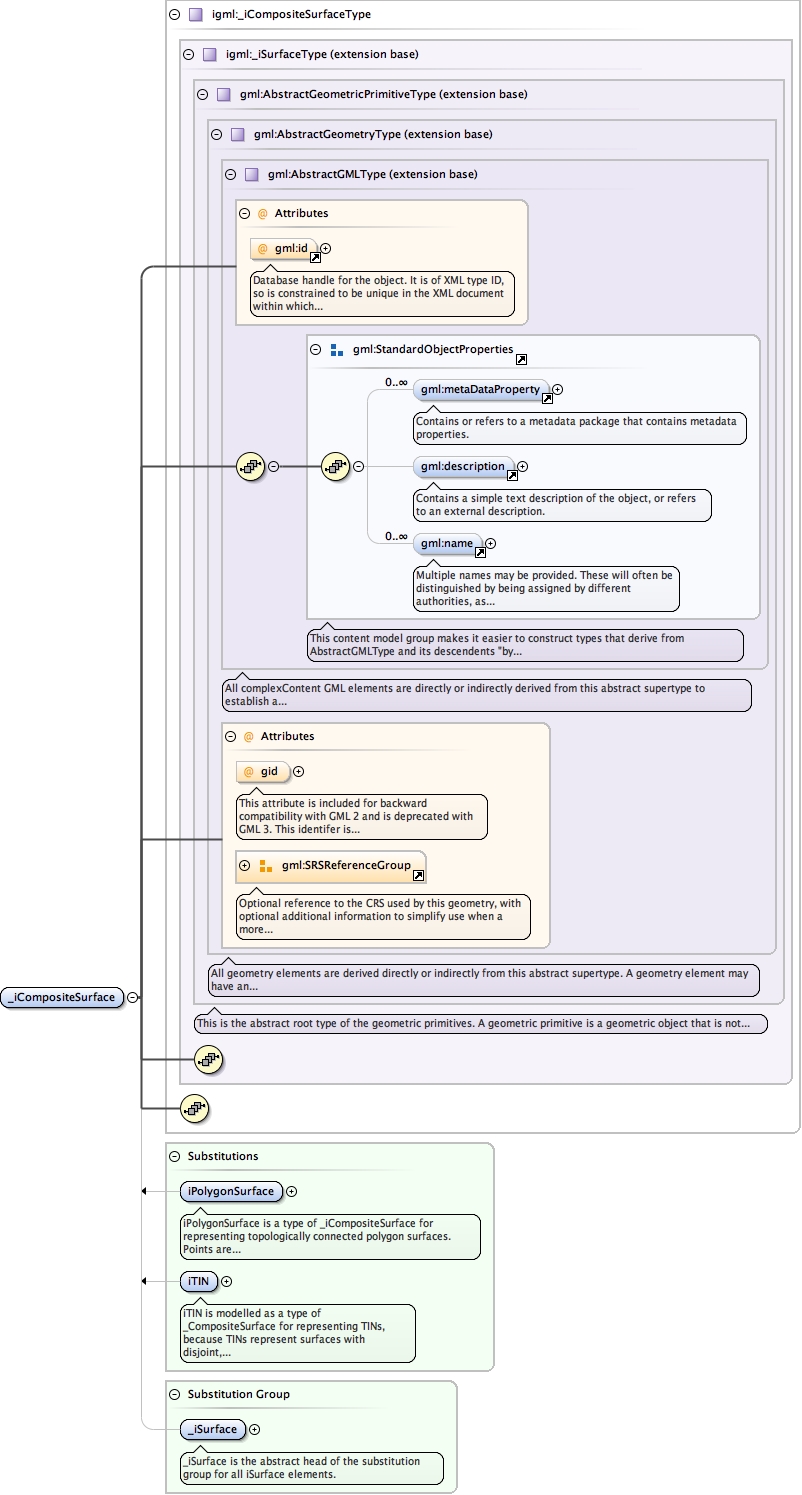 igml:_iCompositeSurfaceType
igml:_iSurfaceType (extension base)
gml:AbstractGeometricPrimitiveType (extension base)
gml:AbstractGeometryType (extension base)
gml:AbstractGMLType (extension base)
@ Attributes
@ gml:id
Database handle for the object. It is of XML type ID,
so is constrained to be unique in the XML document
within which...
gml:StandardObjectProperties
0..∞
gml:metaDataProperty
Contains or refers to a metadata package that contains metadata
properties.
gml:description
Contains a simple text description of the object, or refers
to an external description.
0..∞
gml:name
Multiple names may be provided. These will often be
distinguished by being assigned by different
authorities, as...
This content model group makes it easier to construct types that derive from
AbstractGMLType and its descendents "by...
All complexContent GML elements are directly or indirectly derived from this abstract supertype to
establish a...
@ Attributes
@ gid
This attribute is included for backward
compatibility with GML 2 and is deprecated with
GML 3. This identifer is...
gml:SRSReferenceGroup
Optional reference to the CRS used by this geometry, with
optional additional information to simplify use when a
more...
All geometry elements are derived directly or indirectly from this abstract supertype. A geometry element may
have an...
_iCompositeSurface
This is the abstract root type of the geometric primitives. A geometric primitive is a geometric object that is not...
Substitutions
iPolygonSurface
iPolygonSurface is a type of _iCompositeSurface for
representing topologically connected polygon surfaces.
Points are...
iTIN
iTIN is modelled as a type of
_CompositeSurface for representing TINs,
because TINs represent surfaces with
disjoint,...
Substitution Group
_iSurface
_iSurface is the abstract head of the substitution
group for all iSurface elements.